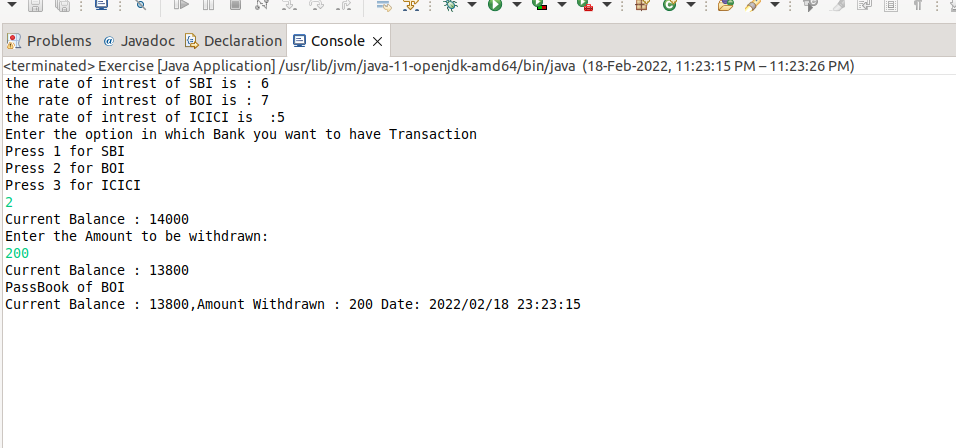 Problems @ Javadoc Declaration Console
<terminated> Exercise [Java Application] /usr/lib/jvm/java-11-openjdk-amd64/bin/java (18-Feb-2022, 11:23:15 PM – 11:23:26 PM)
the rate of intrest of SBI is : 6
the rate of intrest of BOI is : 7
the rate of intrest of ICICI is  :5
Enter the option in which Bank you want to have Transaction
Press 1 for SBI
Press 2 for BOI
Press 3 for ICICI
2
Current Balance : 14000
Enter the Amount to be withdrawn:
200
Current Balance : 13800
PassBook of BOI
Current Balance : 13800,Amount Withdrawn : 200 Date: 2022/02/18 23:23:15